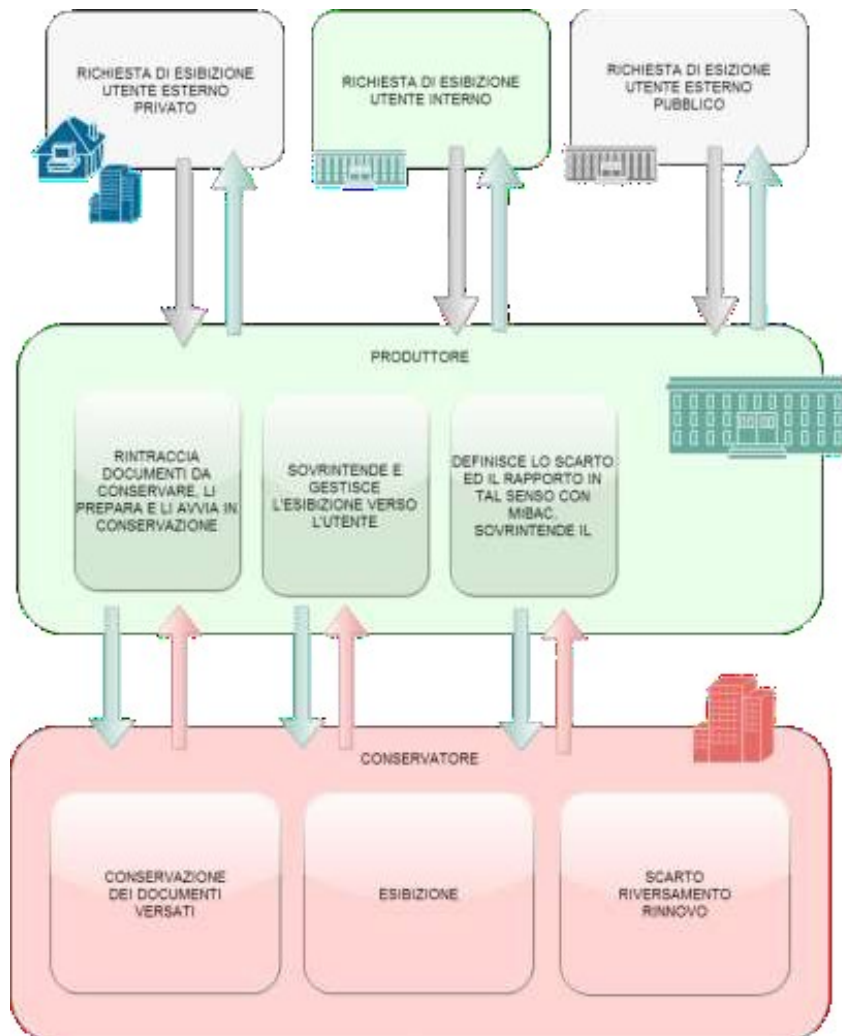 RICHIESTA DI ESIBIZIONE
UTENTE ESTERNO
PRIVATO
RICHIESTA DI ESIBIZIONE
UTENTE INTERNO
RICHIESTA DI ESIZIONE
UTENTE ESTERNO
PUBBLICO
PRODUTTORE
RINTRACCIA
DOCUMENTI DA
CONSERVARE, LI
PREPARA E LI AVVIA IN
CONSERVAZIONE
SOVRINTENDE E
GESTISCE
L'ESIBIZIONE VERSO
L'UTENTE
DEFINISCE LO SCARTO
ED IL RAPPORTO IN
TAL SENSO CON
MIBAC.
SOVRINTENDE IL
CONSERVATORE
CONSERVAZIONE
DEI DOCUMENTI
VERSATI
ESIBIZIONE
SCARTO
RIVERSAMENTO
RINNOVO